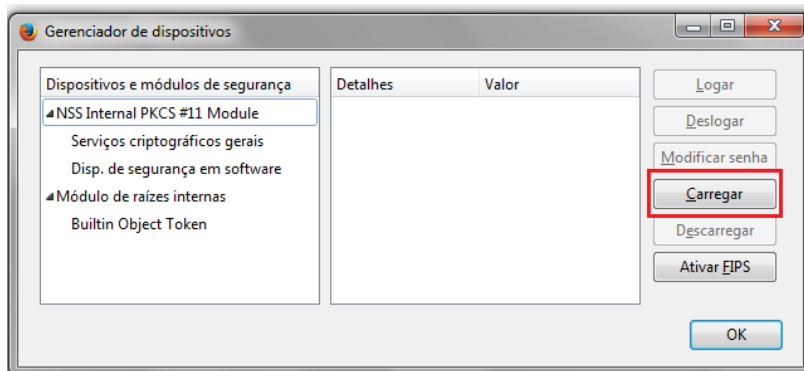 Gerenciador de dispositivos
Dispositivos e módulos de segurança
NSS Internal PKCS #11 Module
Serviços criptográficos gerais
Disp. de segurança em software
Módulo de raízes internas
Builtin Object Token
Detalhes Valor
Logar
Deslogar
Modificar senha
Carregar
Descarregar
Ativar FIPS
OK